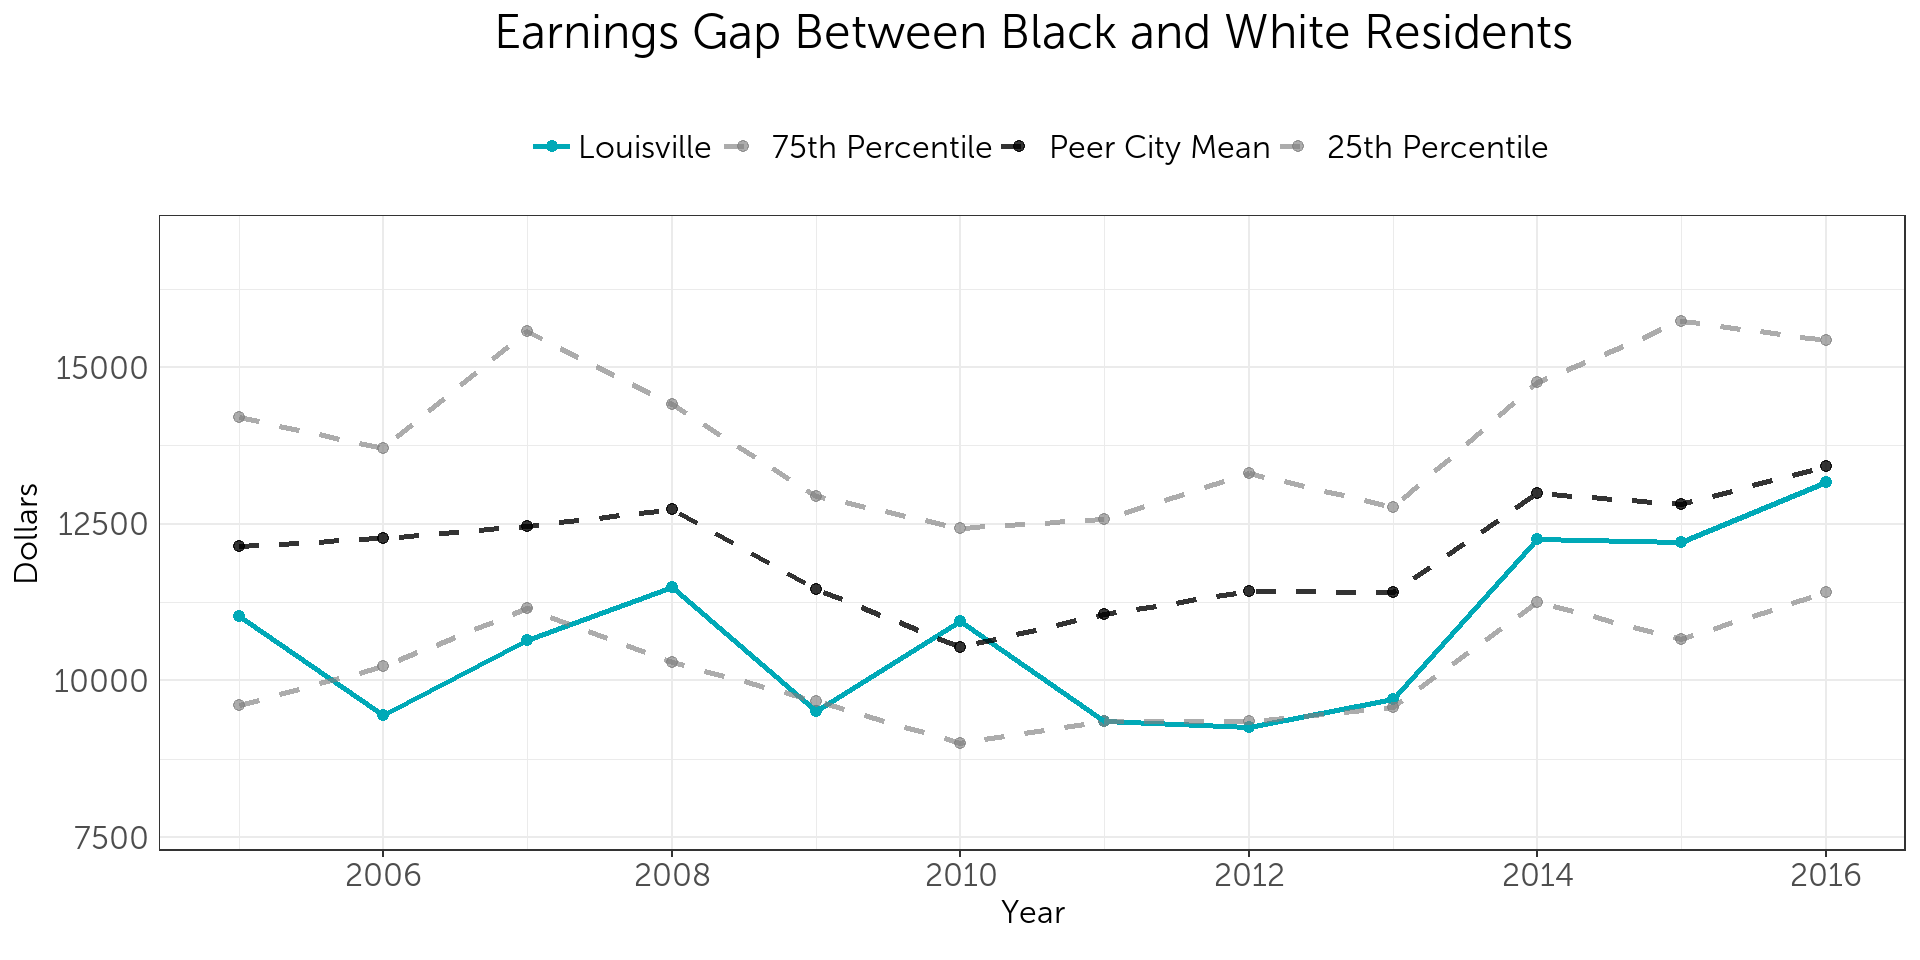 Earnings Gap Between Black and White Residents
Louisville 75th Percentile Peer City Mean 25th Percentile
Dollars
15000
12500
10000
7500
2006 2008 2010 2012 2014 2016
Year